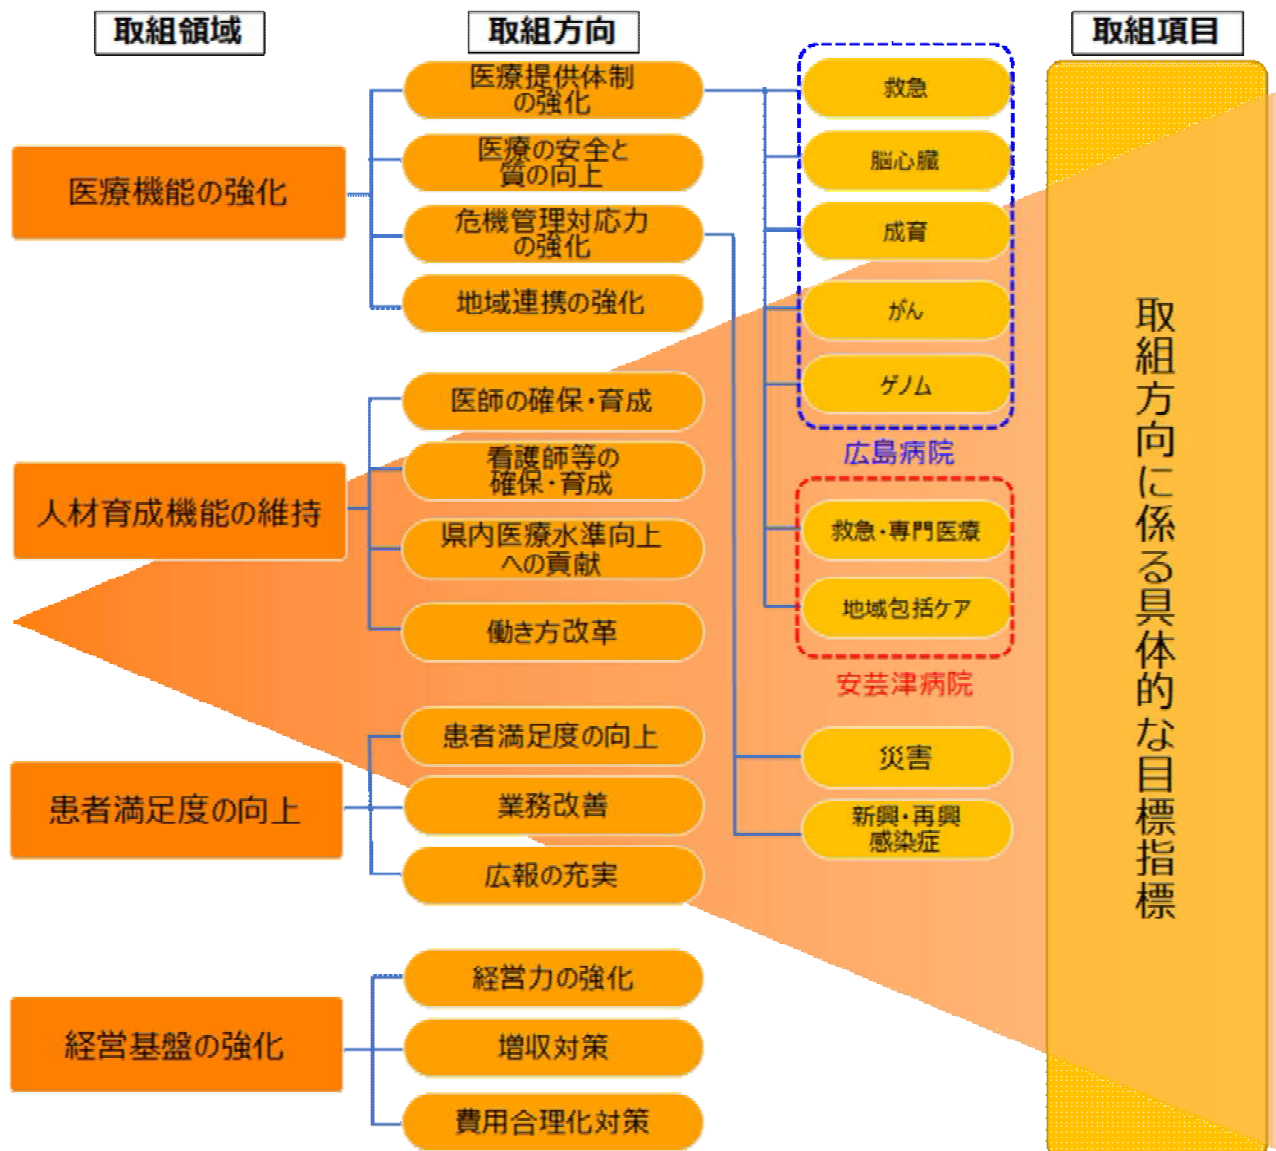 取組領域
取組方向
取組項目
医療機能の強化
医療提供体制
の強化
医療の安全と
質の向上
危機管理対応力
の強化
地域連携の強化
救急
脳心臓
成育
がん
ゲノム
広島病院
救急・専門医療
地域包括ケア
安芸津病院
災害
新興・再興
感染症
人材育成機能の維持
医師の確保・育成
看護師等の
確保・育成
県内医療水準向上
への貢献
働き方改革
患者満足度の向上
患者満足度の向上
業務改善
広報の充実
経営基盤の強化
経営力の強化
増収対策
費用合理化対策
取組方向に係る具体的な目標指標